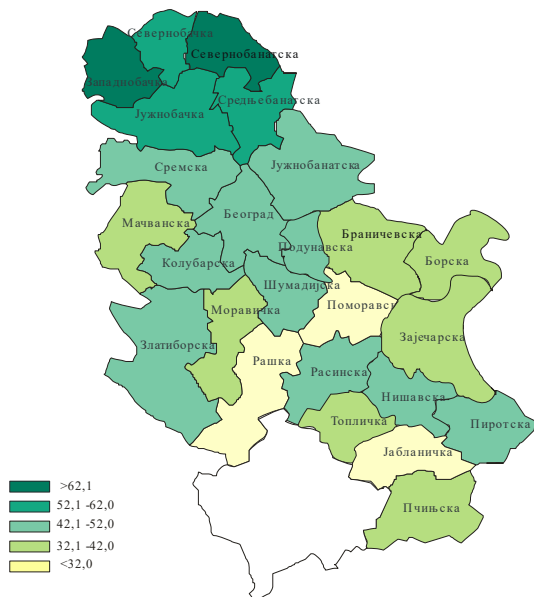 Севернобачка
Севернобанатска
Западнобачка
Средњебанатска
Јужнобачка
Сремска
Јужнобанатска
Мачванска
Београд
Браничевска
Подунавска
Борска
Колубарска
Шумадијска
Моравичка
Поморавс
Зајечарска
Златиборска
Рашка
Расинска
Нишавска
Топличка
Пиротска
Јабланичка
Пчињска
>62,1
52,1 -62,0
42,1 -52,0
32,1 -42,0
<32,0